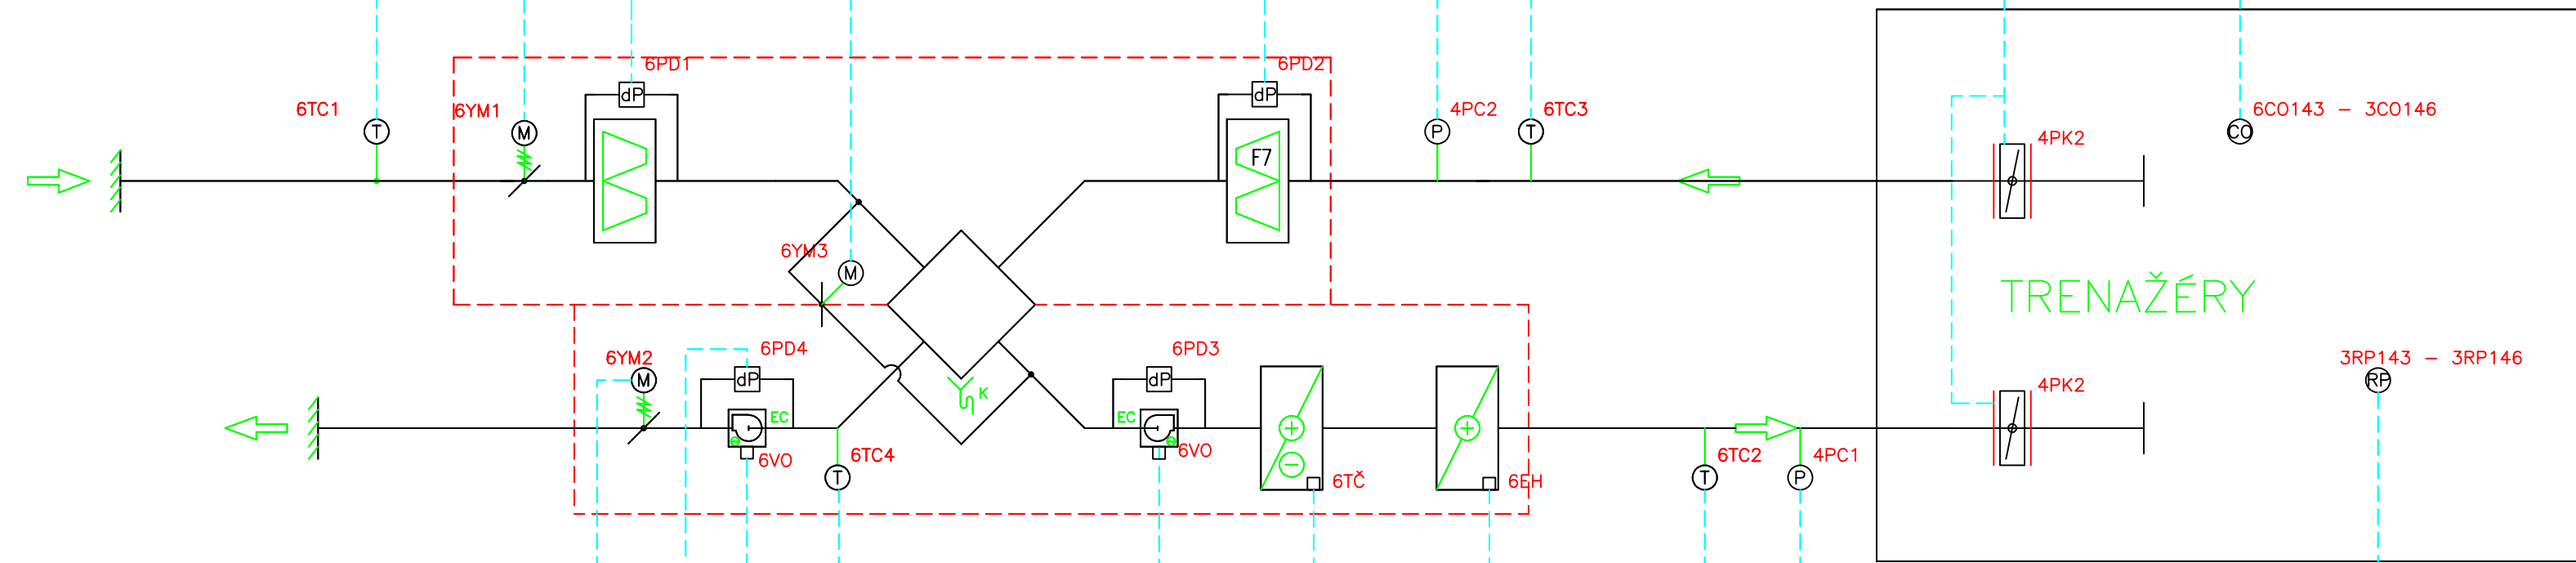 6PD1
6PD2
dP
dP
6TC1
6YM1
4PC2
6TC3
6CO143 - 3CO146
T
M
P
T
CO
4PK2
F7
6YM3
M
TRENAŽÉRY
6YM2
6PD4
6PD3
3RP143 - 3RP146
M
dP
dP
RP
K
4PK2
EC
EC
6VO
6VO
6TC4
6TC2
4PC1
T
6TČ
6EH
T
P